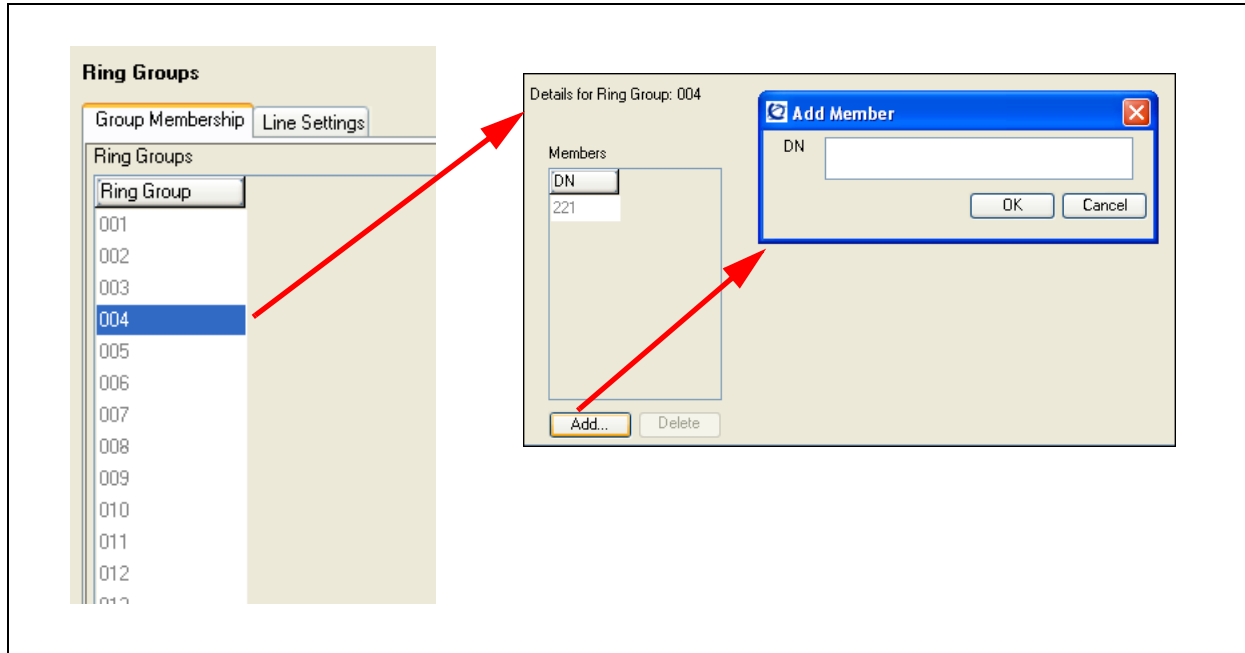 Ring Groups
Group Membership
Line Settings
Ring Groups
Ring Group
001
002
003
004
005
006
007
008
009
010
011
012
Details for Ring Group: 004
Members
DN
221
Add...
Delete
Add Member
DN
OK
Cancel